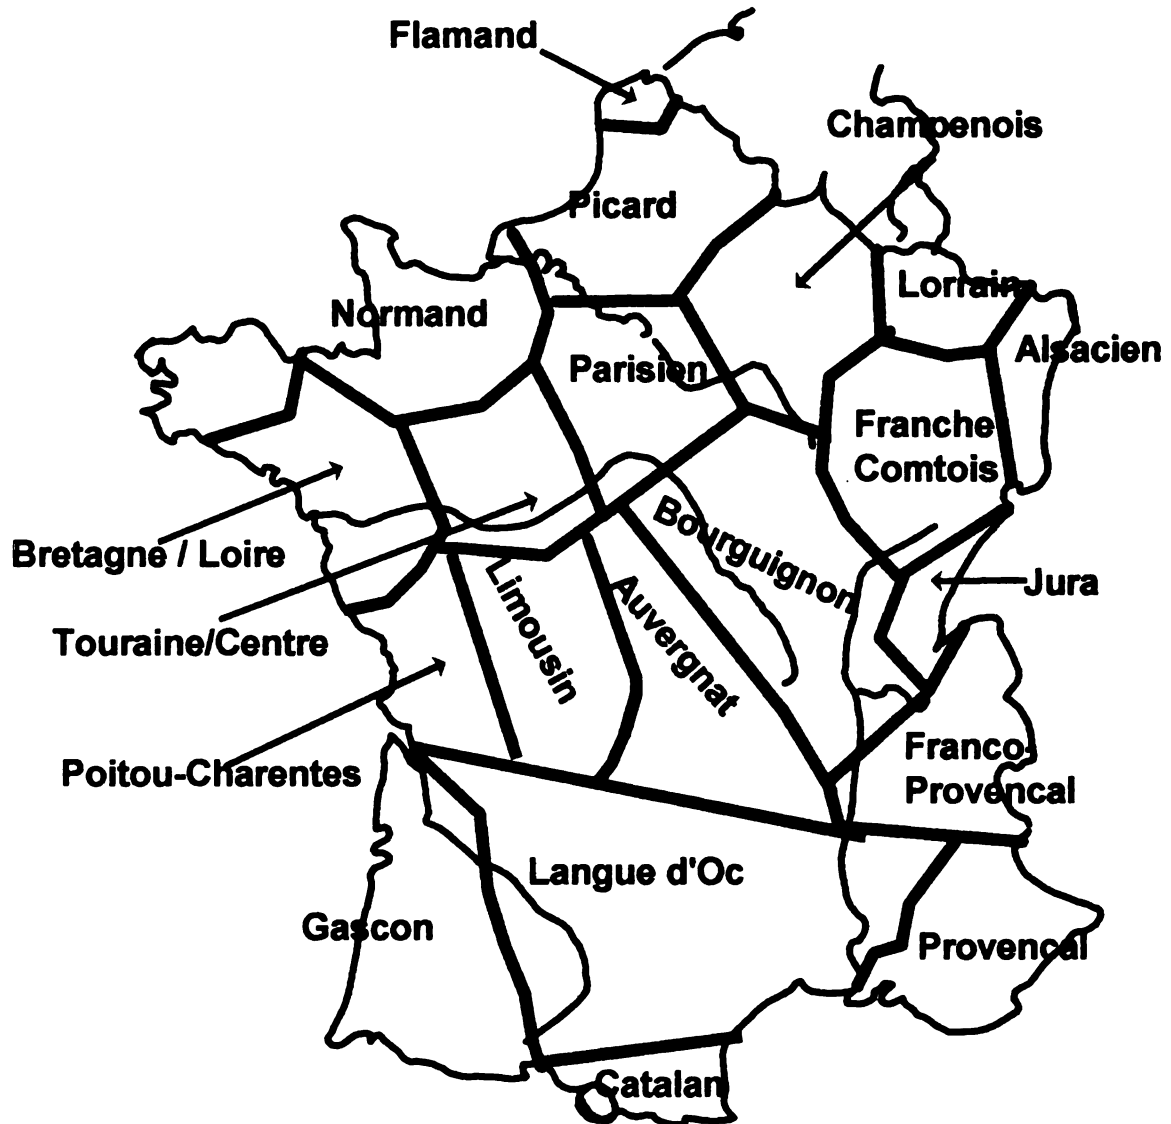 Flamand
Champenois
Picard
Lorrain
Normand
Alsacien
Parisien
Franche
Comtois
Bourguignon
Bretagne / Loire
Limousin
Auvergnat
Jura
Touraine/Centre
Franco-
Provencal
Poitou-Charentes
Langue d'Oc
Gascon
Provencal
Catalan